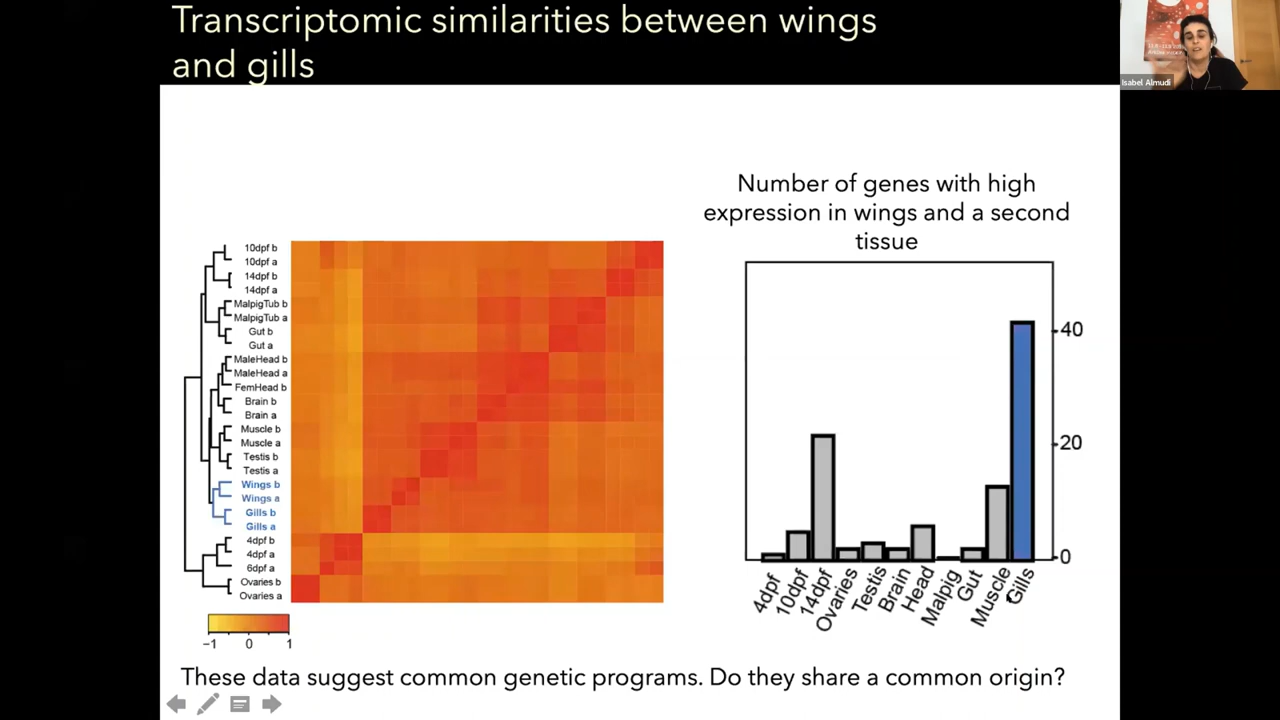 Transcriptomic similarities between wings
and gills
Isabel Almudi
Number of genes with high
expression in wings and a second
tissue
10dpf b
10dpf a
14dpf b
14dpf a
MalpigTub b
MalpigTub a
Gut b
Gut a
MaleHead b
MaleHead a
FemHead b
Brain b
Brain a
Muscle b
Muscle a
Testis b
Testis a
Wings b
Wings a
Gills b
Gills a
4dpf b
4dpf a
6dpf a
Ovaries b
Ovaries a
-1
0
1
40
20
0
4dpf
10dpf
14dpf
Ovaries
Testis
Brain
Head
Malpig
Gut
Muscle
Gills
These data suggest common genetic programs. Do they share a common origin?